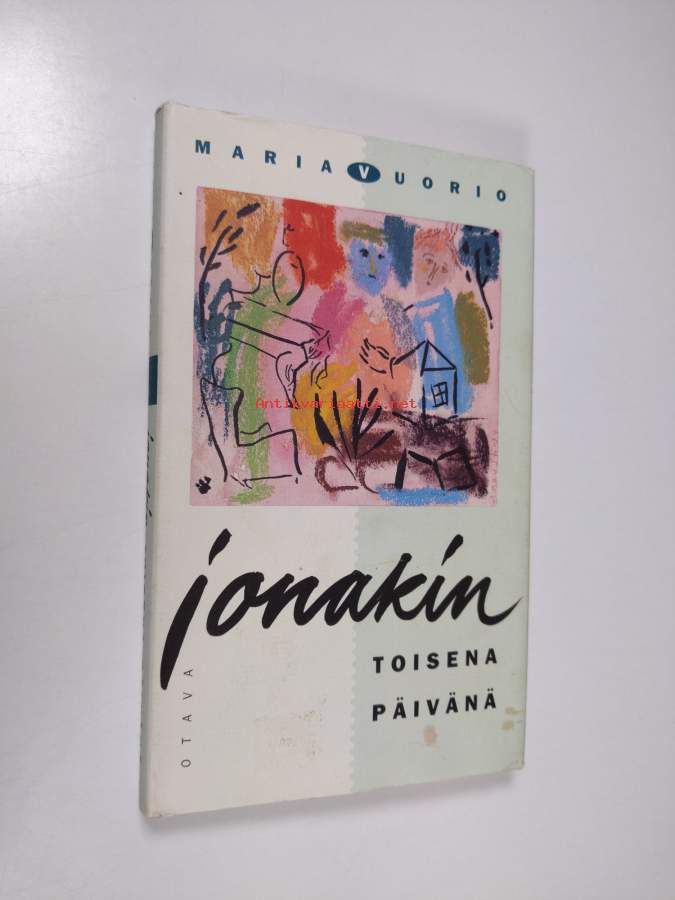 MARIA VUORIO
Antikvariaatti.net
jonakin
TOISENA
PÄIVÄNÄ
OTAVA